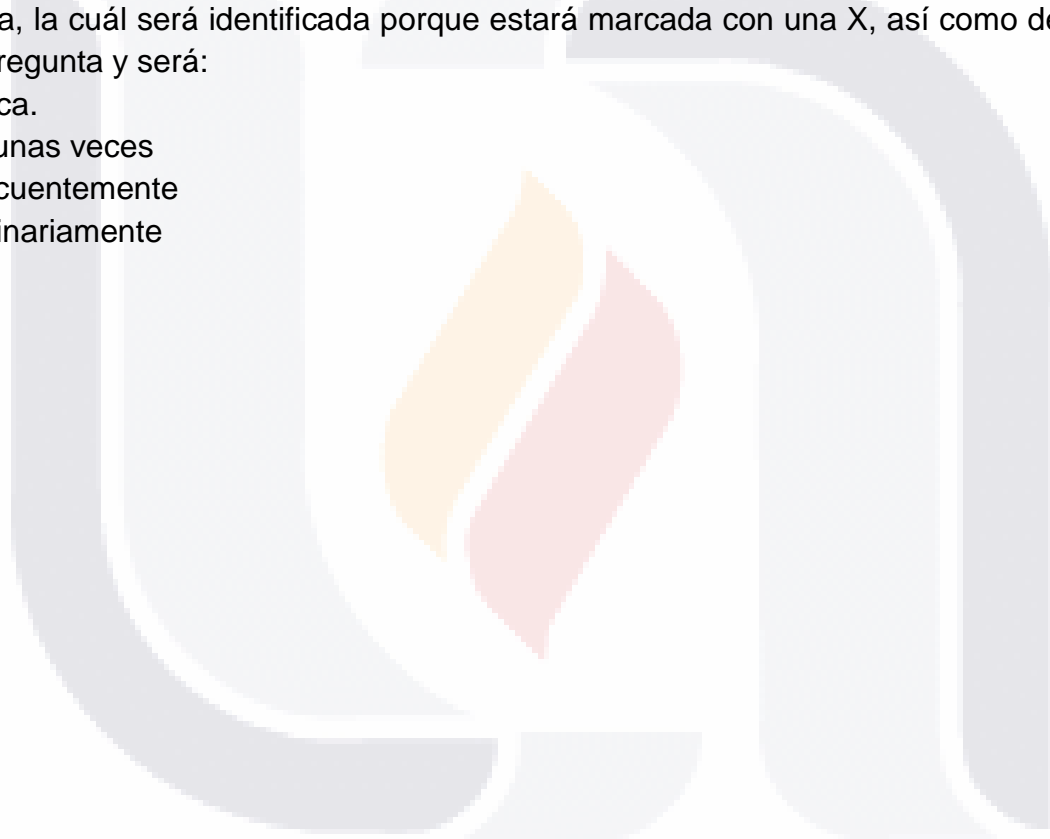 a, la cuál será identificada porque estará marcada con una X, así como de
regunta y será:
ca.
unas veces
cuentemente
inariamente